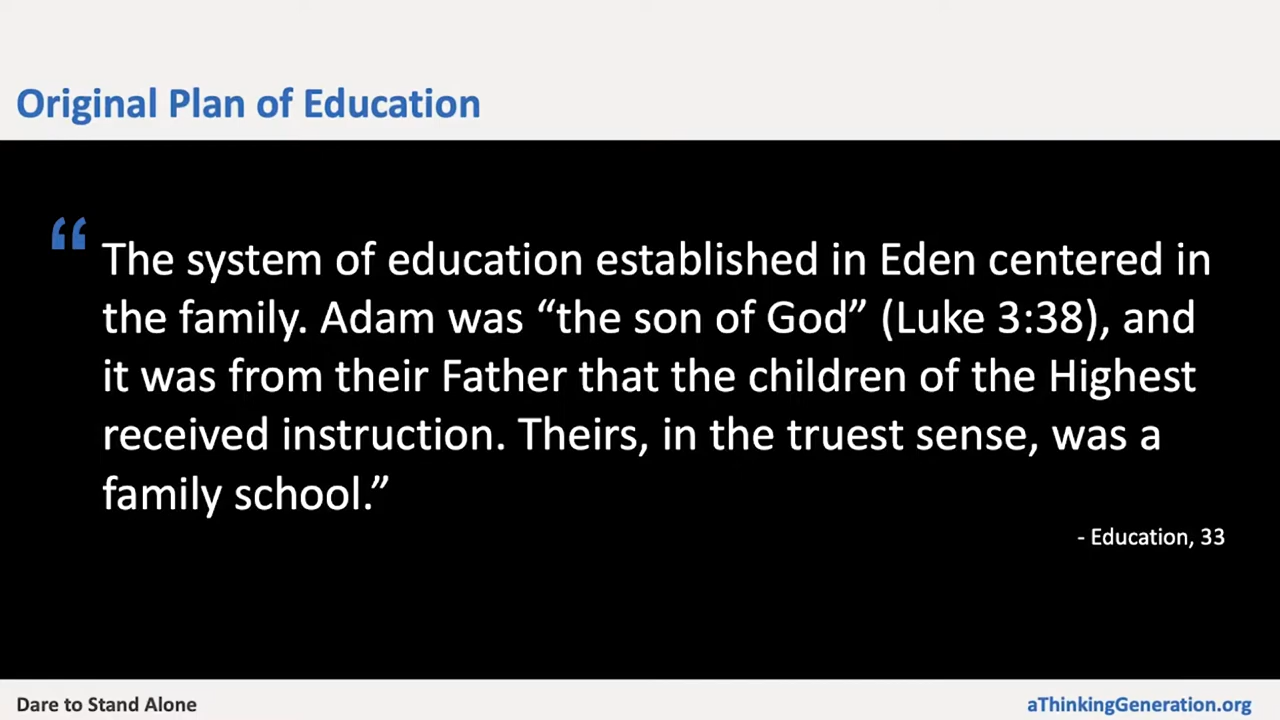 Original Plan of Education
“
The system of education established in Eden centered in
the family. Adam was “the son of God” (Luke 3:38), and
it was from their Father that the children of the Highest
received instruction. Theirs, in the truest sense, was a
family school.”
- Education, 33
Dare to Stand Alone
aThinkingGeneration.org